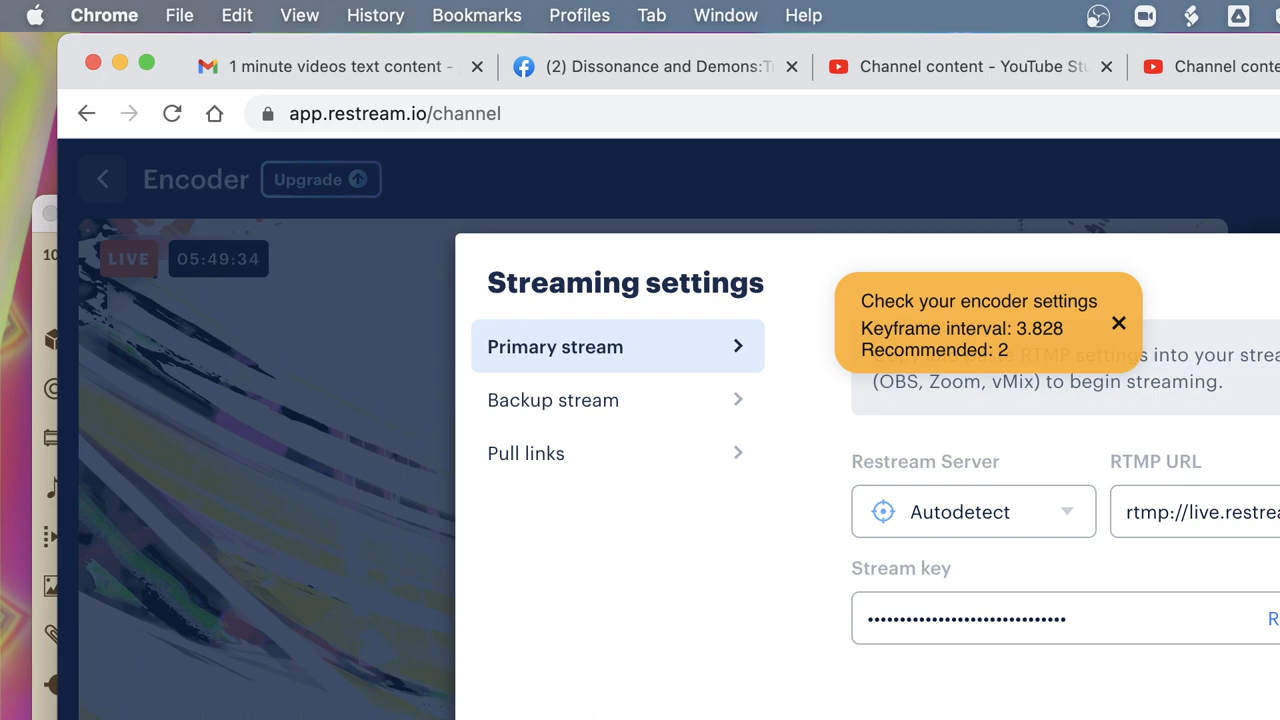 Chrome File Edit View History Bookmarks Profiles Tab Window Help
1 minute videos text content - (2) Dissonance and Demons:Tr Channel content - YouTube Stu Channel conte
app.restream.io/channel
Encoder Upgrade
LIVE 05:49:34
10
Streaming settings
Primary stream
Backup stream
Pull links
Check your encoder settings
Keyframe interval: 3.828
Recommended: 2
RTMP settings into your strea
(OBS, Zoom, vMix) to begin streaming.
Restream Server RTMP URL
Autodetect rtmp://live.restrea
Stream key
•••••••••••••••••••••••••••••••
R